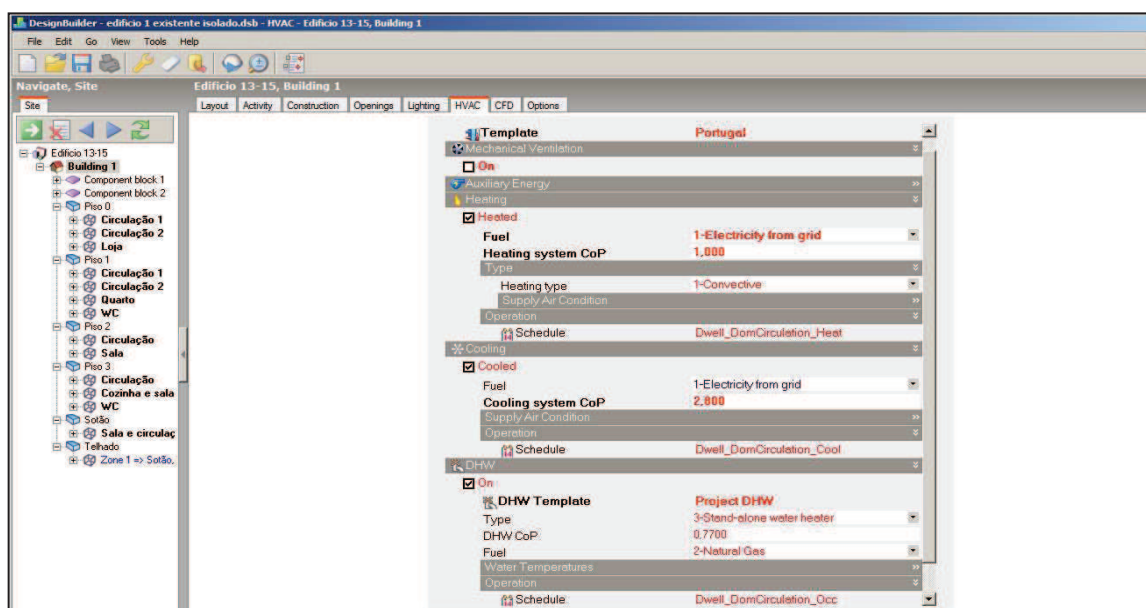 DesignBuilder - edificio 1 existente isolado.dsb - HVAC - Edificio 13-15, Building 1
File Edit Go View Tools Help
Navigate, Site
Edificio 13-15, Building 1
Site
Layout Activity Construction Openings Lighting HVAC CFD Options
Edificio 13-15
Building 1
Component block 1
Component block 2
Piso 0
Circulação 1
Circulação 2
Loja
Piso 1
Circulação 1
Circulação 2
Quarto
WC
Piso 2
Circulação
Sala
Piso 3
Circulação
Cozinha e sala
WC
Sotão
Sala e circulaç
Telhado
Zone 1 => Sotão,
Template Portugal
Mechanical Ventilation
On
Auxiliary Energy
Heating
Heated
Fuel 1-Electricity from grid
Heating system CoP 1,000
Type
Heating type 1-Convective
Supply Air Condition
Operation
Schedule Dwell_DomCirculation_Heat
Cooling
Cooled
Fuel 1-Electricity from grid
Cooling system CoP 2,800
Supply Air Condition
Operation
Schedule Dwell_DomCirculation_Cool
DHW
On
DHW Template Project DHW
Type 3-Stand-alone water heater
DHW CoP 0,7700
Fuel 2-Natural Gas
Water Temperatures
Operation
Schedule Dwell_DomCirculation_Occ